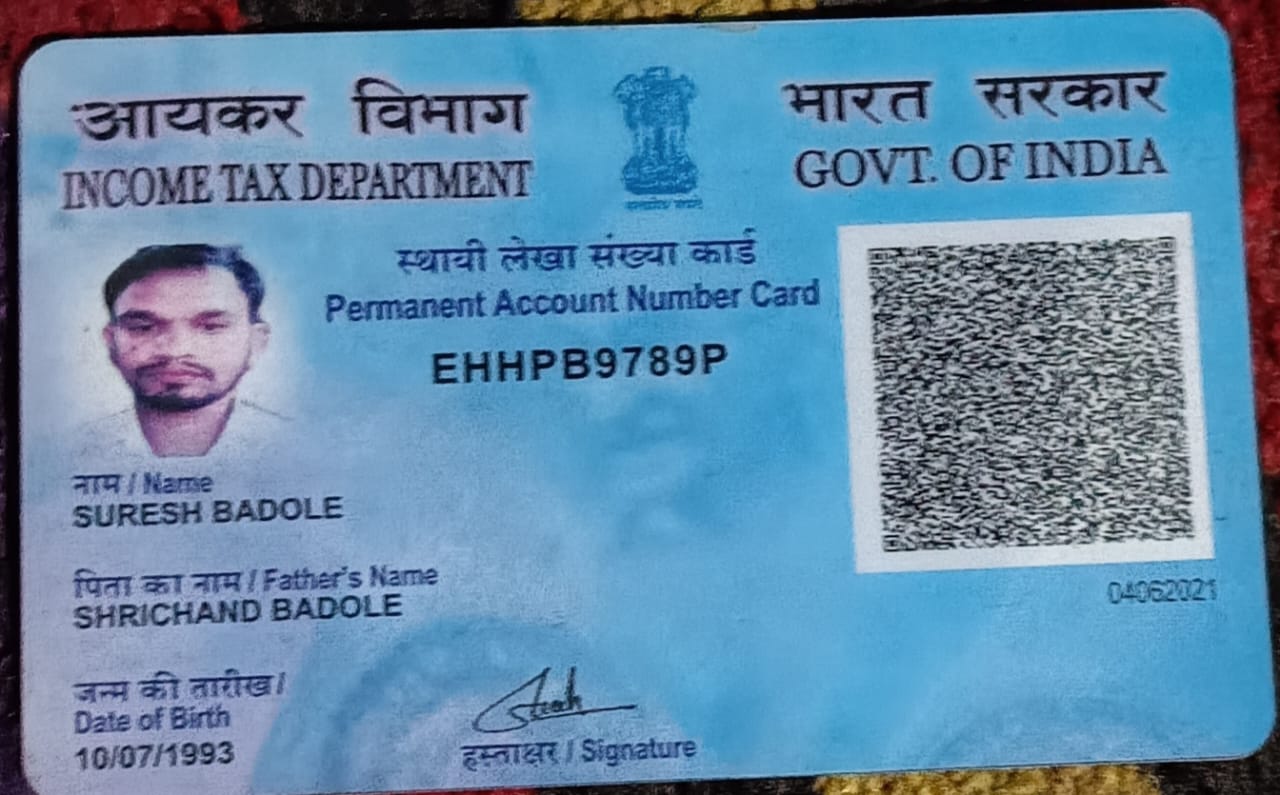 आयकर विभाग
INCOME TAX DEPARTMENT
भारत सरकार
GOVT. OF INDIA
स्थायी लेखा संख्या कार्ड
Permanent Account Number Card
EHHPB9789P
नाम / Name
SURESH BADOLE
पिता का नाम / Father's Name
SHRICHAND BADOLE
04062021
जन्म की तारीख /
Date of Birth
10/07/1993
हस्ताक्षर / Signature